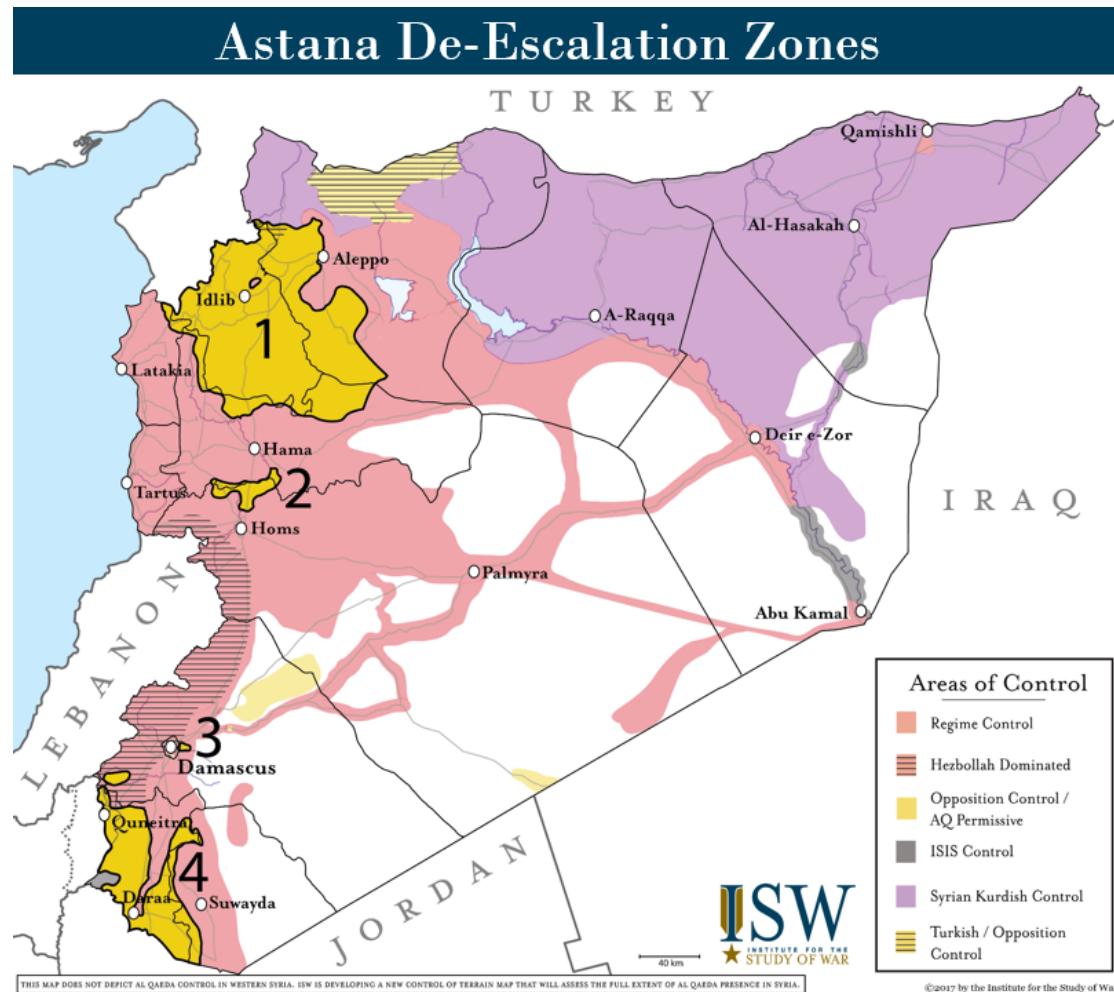 Astana De-Escalation Zones
TURKEY
Qamishli
Al-Hasakah
Aleppo
Idlib
A-Raqqa
1
Latakia
Deir e-Zor
Hama
2
Tartus
IRAQ
Homs
Palmyra
Abu Kamal
LEBANON
3
Damascus
Quneitra
4
Daraa
Suwayda
JORDAN
Areas of Control
Regime Control
Hezbollah Dominated
Opposition Control /
AQ Permissive
ISIS Control
Syrian Kurdish Control
Turkish / Opposition
Control
ISW
INSTITUTE FOR THE
STUDY OF WAR
40 km
THIS MAP DOES NOT DEPICT AL QAEDA CONTROL IN WESTERN SYRIA. ISW IS DEVELOPING A NEW CONTROL OF TERRAIN MAP THAT WILL ASSESS THE FULL EXTENT OF AL QAEDA PRESENCE IN SYRIA.
©2017 by the Institute for the Study of Wa